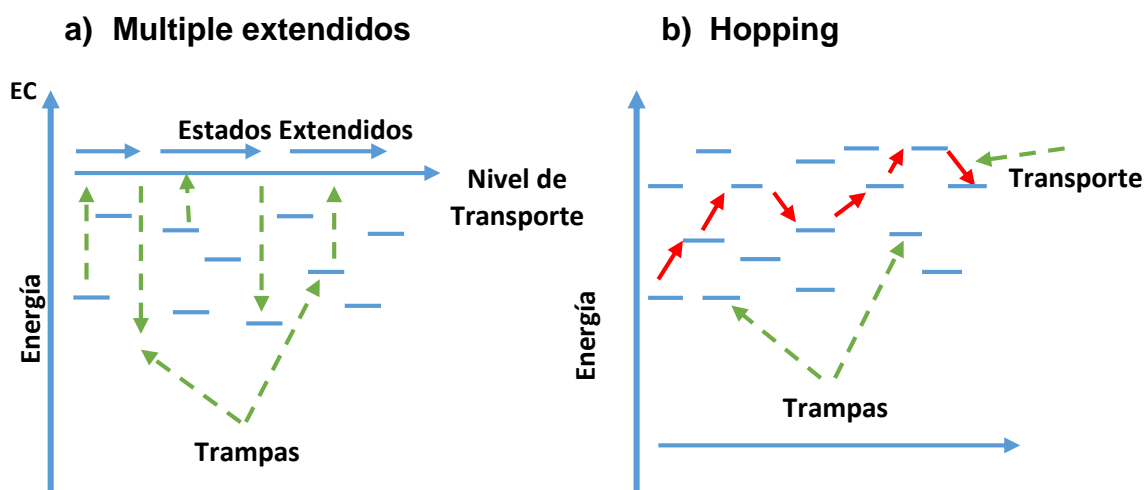 a) Multiple extendidos
EC
Estados Extendidos
Nivel de
Transporte
Energía
Trampas
b) Hopping
Transporte
Energía
Trampas